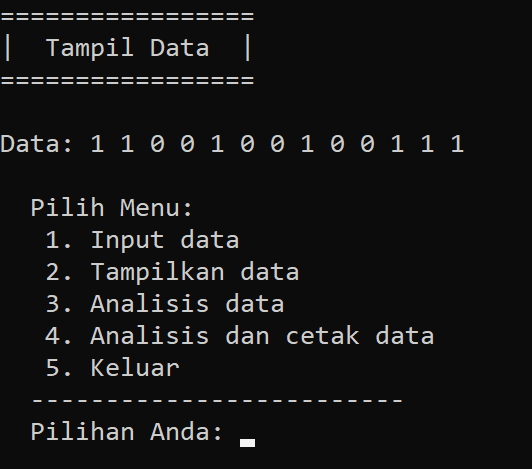 =================
|  Tampil Data  |
=================
Data: 1 1 0 0 1 0 0 1 0 0 1 1 1
Pilih Menu:
1. Input data
2. Tampilkan data
3. Analisis data
4. Analisis dan cetak data
5. Keluar
-------------------------
Pilihan Anda: